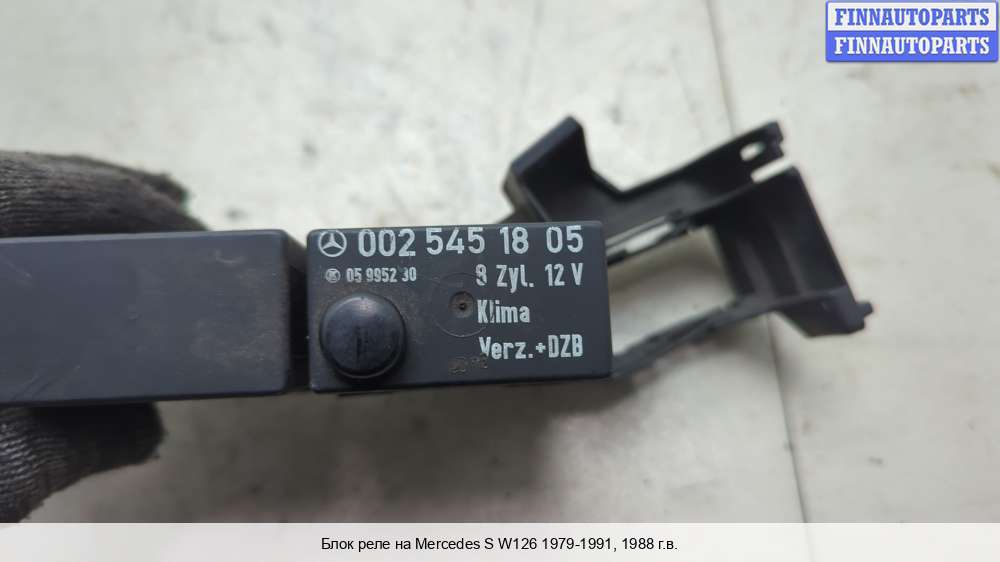 FINNAUTOPARTS
FINNAUTOPARTS
002 545 18 05
05 9952 30
8 Zyl. 12 V
Klima
Verz.+DZB
Блок реле на Mercedes S W126 1979-1991, 1988 г.в.